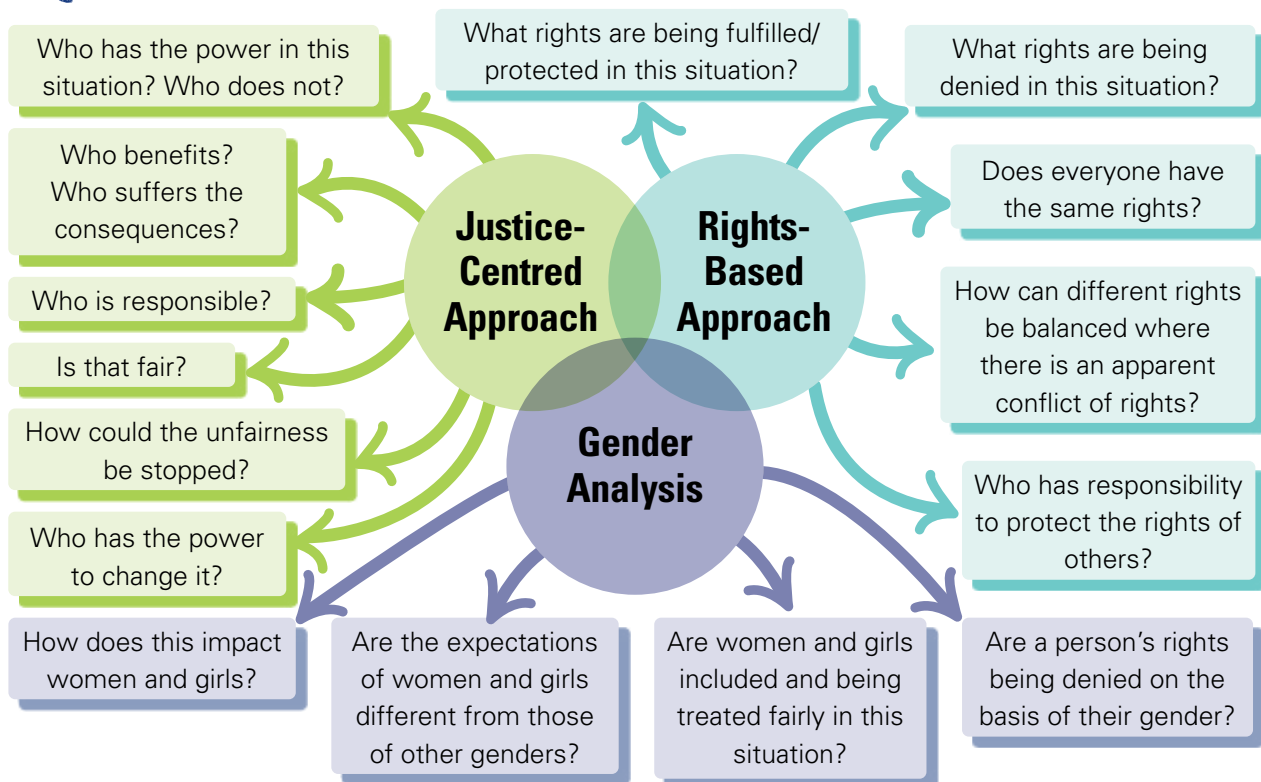 Who has the power in this
situation? Who does not?
What rights are being fulfilled/
protected in this situation?
What rights are being
denied in this situation?
Who benefits?
Who suffers the
consequences?
Does everyone have
the same rights?
Justice-
Centred
Approach
Rights-
Based
Approach
Who is responsible?
How can different rights
be balanced where
there is an apparent
conflict of rights?
Is that fair?
How could the unfairness
be stopped?
Gender
Analysis
Who has responsibility
to protect the rights of
others?
Who has the power
to change it?
How does this impact
women and girls?
Are the expectations
of women and girls
different from those
of other genders?
Are women and girls
included and being
treated fairly in this
situation?
Are a person’s rights
being denied on the
basis of their gender?